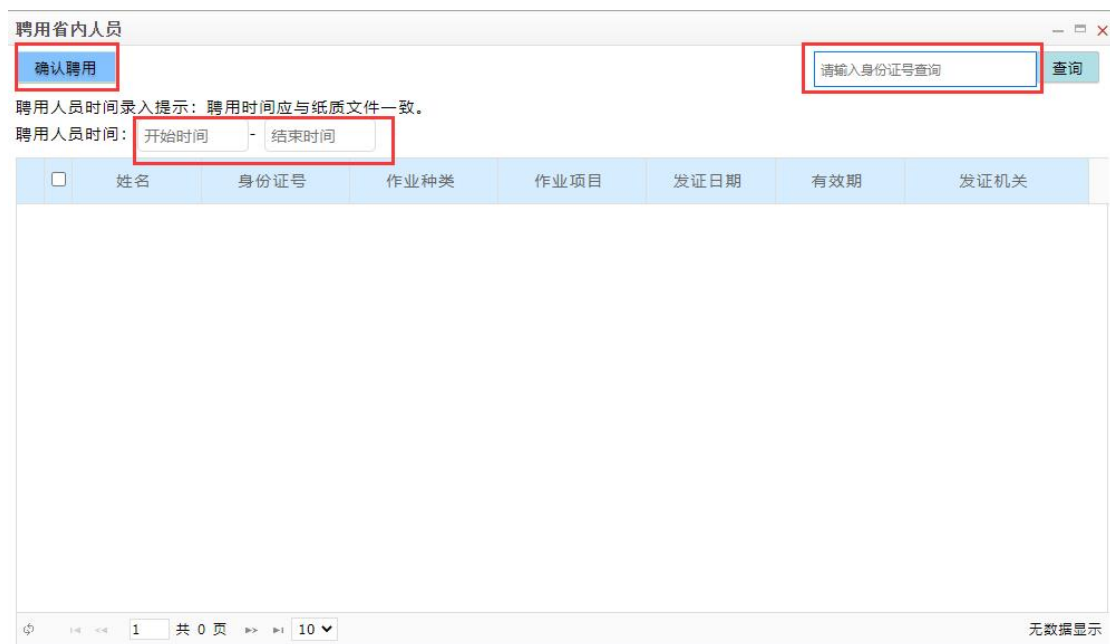 聘用省内人员
确认聘用 请输入身份证号查询 查询
聘用人员时间录入提示：聘用时间应与纸质文件一致。
聘用人员时间： 开始时间 - 结束时间
姓名 身份证号 作业种类 作业项目 发证日期 有效期 发证机关
1 共 0 页 10 无数据显示